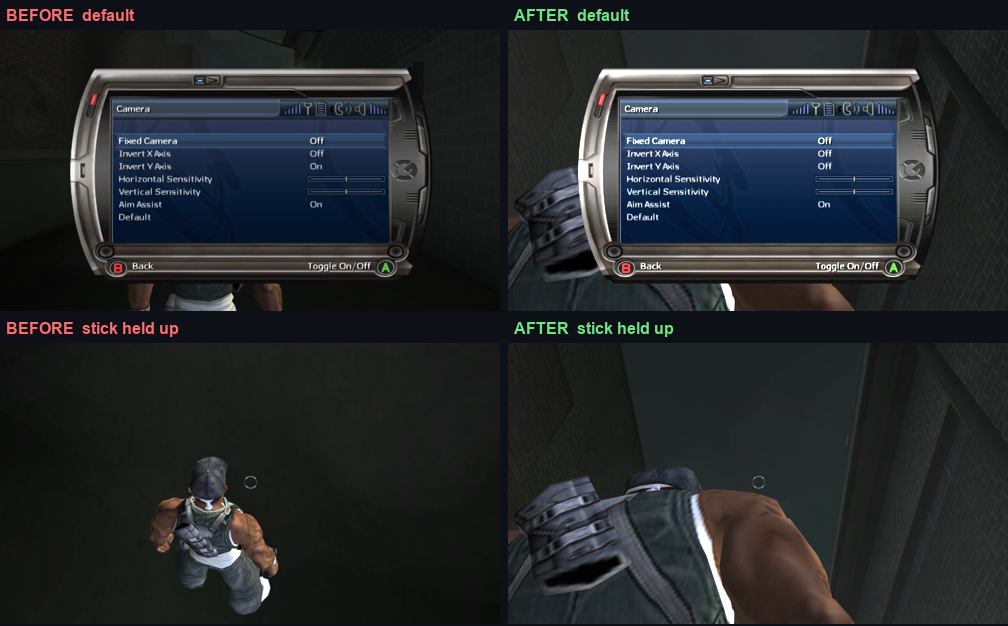 BEFORE default
AFTER default
Camera
Fixed Camera Off
Invert X Axis Off
Invert Y Axis On
Horizontal Sensitivity
Vertical Sensitivity
Aim Assist On
Default
B Back Toggle On/Off A
Camera
Fixed Camera Off
Invert X Axis Off
Invert Y Axis Off
Horizontal Sensitivity
Vertical Sensitivity
Aim Assist On
Default
B Back Toggle On/Off A
BEFORE stick held up
AFTER stick held up